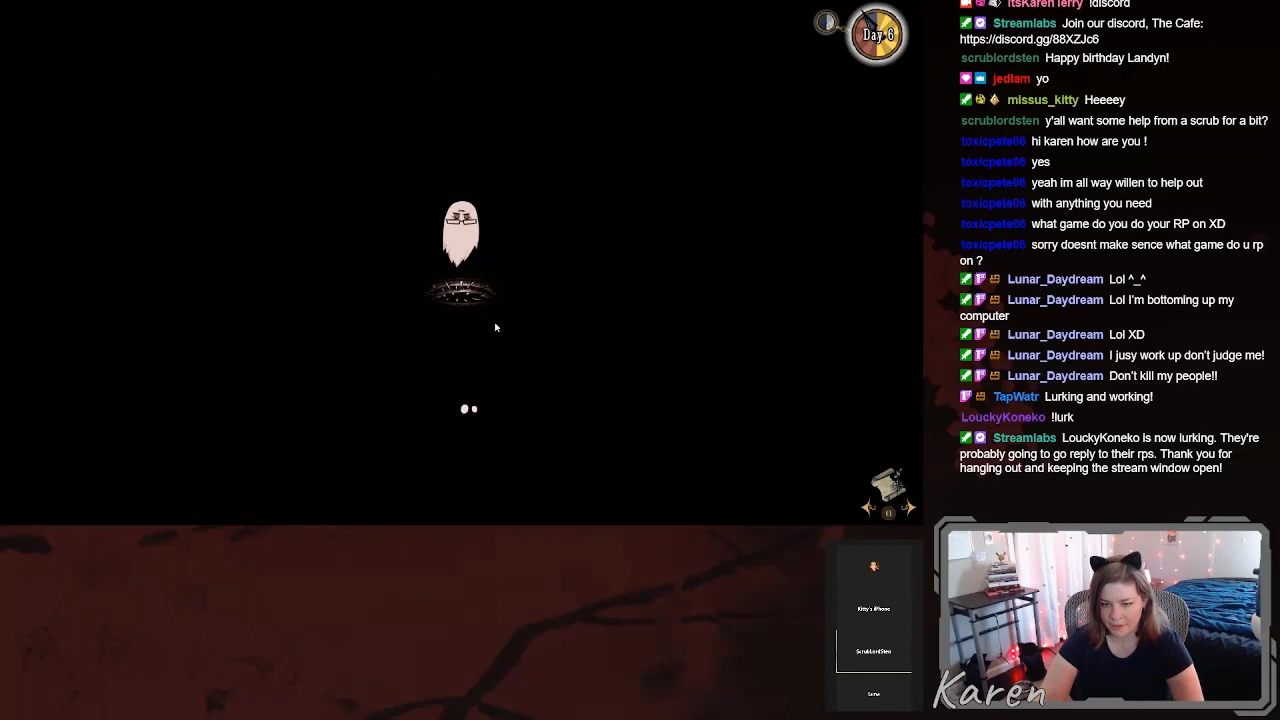 Day 6
ItsKarenTerry !discord
Streamlabs Join our discord, The Cafe:
https://discord.gg/88XZJc6
scrublordsten Happy birthday Landyn!
jedlam yo
missus_kitty Heeeey
scrublordsten y'all want some help from a scrub for a bit?
toxicpete06 hi karen how are you !
toxicpete06 yes
toxicpete06 yeah im all way willen to help out
toxicpete06 with anything you need
toxicpete06 what game do you do your RP on XD
toxicpete06 sorry doesnt make sence what game do u rp
on ?
Lunar_Daydream Lol ^_^
Lunar_Daydream Lol I'm bottoming up my
computer
Lunar_Daydream Lol XD
Lunar_Daydream I jusy work up don't judge me!
Lunar_Daydream Don't kill my people!!
TapWatr Lurking and working!
LouckyKoneko !lurk
Streamlabs LouckyKoneko is now lurking. They're
probably going to go reply to their rps. Thank you for
hanging out and keeping the stream window open!
Kitty's iPhone
ScrubLordSten
Luna
Karen